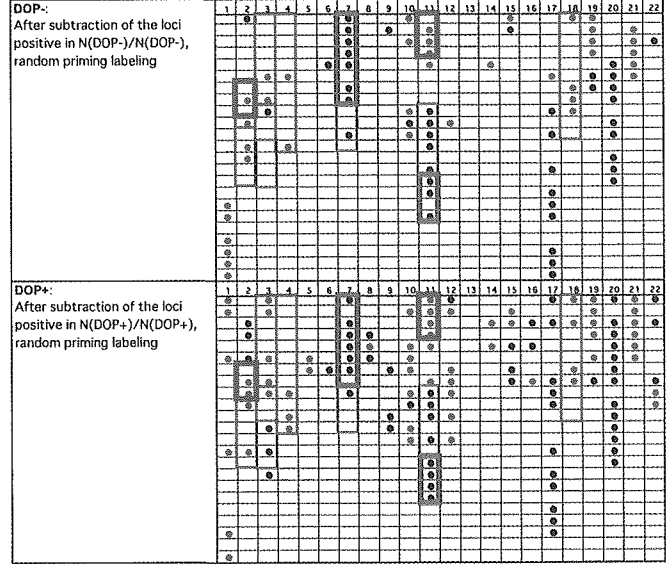 DOP-:
After subtraction of the loci
positive in N(DOP-)/N(DOP-),
random priming labeling
1 2 3 4 5 6 7 8 9 10 11 12 13 14 15 16 17 18 19 20 21 22
DOP+:
After subtraction of the loci
positive in N(DOP+)/N(DOP+),
random priming labeling
1 2 3 4 5 6 7 8 9 10 11 12 13 14 15 16 17 18 19 20 21 22